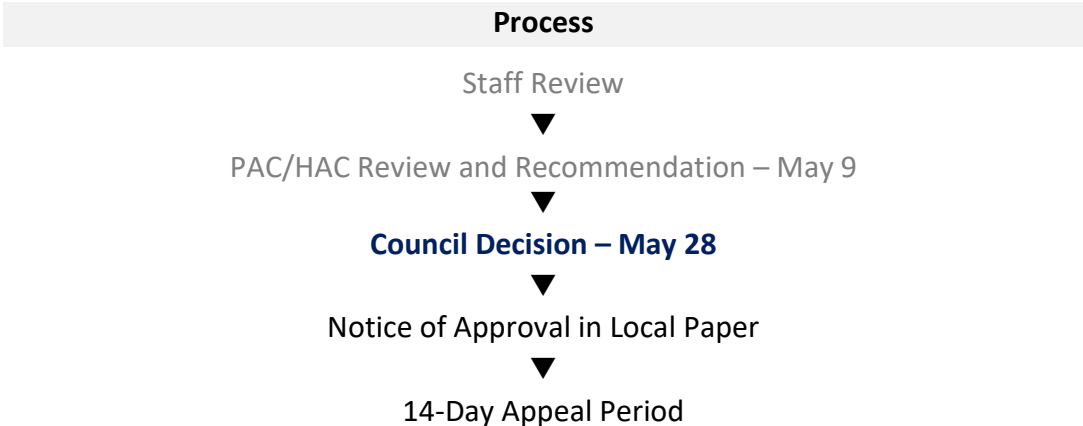 Process
Staff Review
PAC/HAC Review and Recommendation – May 9
Council Decision – May 28
Notice of Approval in Local Paper
14-Day Appeal Period